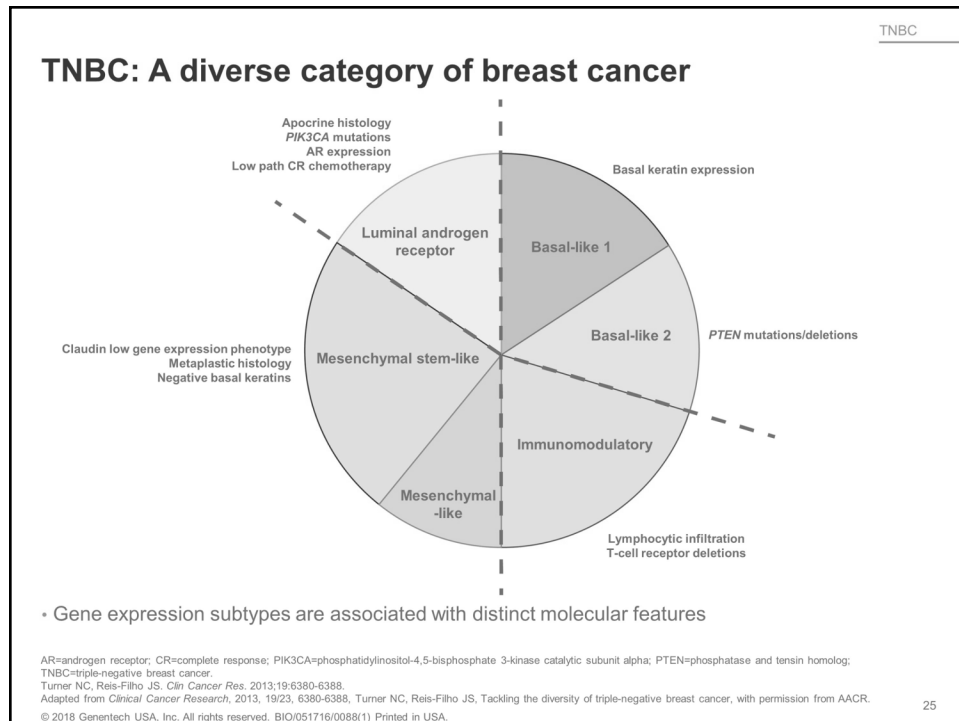 TNBC
TNBC: A diverse category of breast cancer
Apocrine histology
PIK3CA mutations
AR expression
Low path CR chemotherapy
Basal keratin expression
Luminal androgen
receptor
Basal-like 1
Basal-like 2
PTEN mutations/deletions
Claudin low gene expression phenotype
Metaplastic histology
Negative basal keratins
Mesenchymal stem-like
Immunomodulatory
Mesenchymal
-like
Lymphocytic infiltration
T-cell receptor deletions
• Gene expression subtypes are associated with distinct molecular features
AR=androgen receptor; CR=complete response; PIK3CA=phosphatidylinositol-4,5-bisphosphate 3-kinase catalytic subunit alpha; PTEN=phosphatase and tensin homolog;
TNBC=triple-negative breast cancer.
Turner NC, Reis-Filho JS. Clin Cancer Res. 2013;19:6380-6388.
Adapted from Clinical Cancer Research, 2013, 19/23, 6380-6388, Turner NC, Reis-Filho JS, Tackling the diversity of triple-negative breast cancer, with permission from AACR.
© 2018 Genentech USA, Inc. All rights reserved. BIO/051716/0088(1) Printed in USA.
25